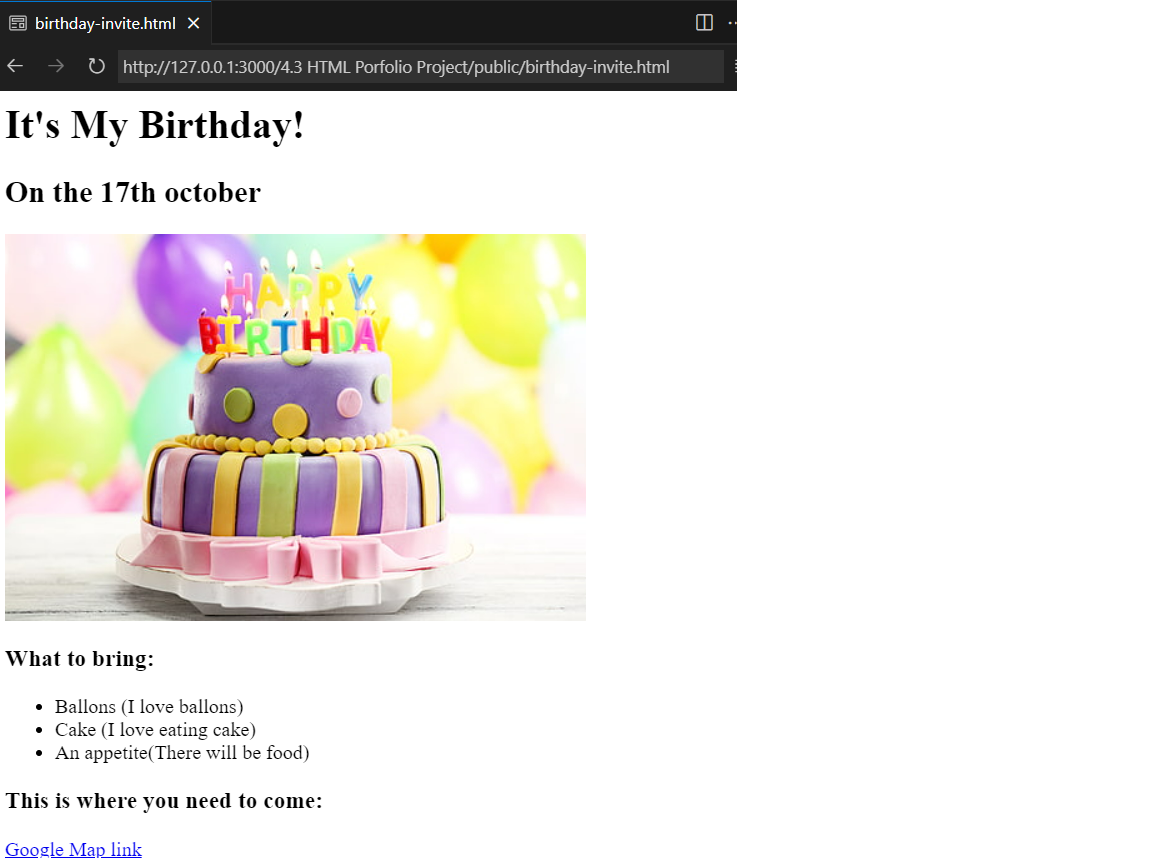 birthday-invite.html
http://127.0.0.1:3000/4.3 HTML Porfolio Project/public/birthday-invite.html
It's My Birthday!
On the 17th october
HAPPY
BIRTHDAY
What to bring:
Ballons (I love ballons)
Cake (I love eating cake)
An appetite(There will be food)
This is where you need to come:
Google Map link